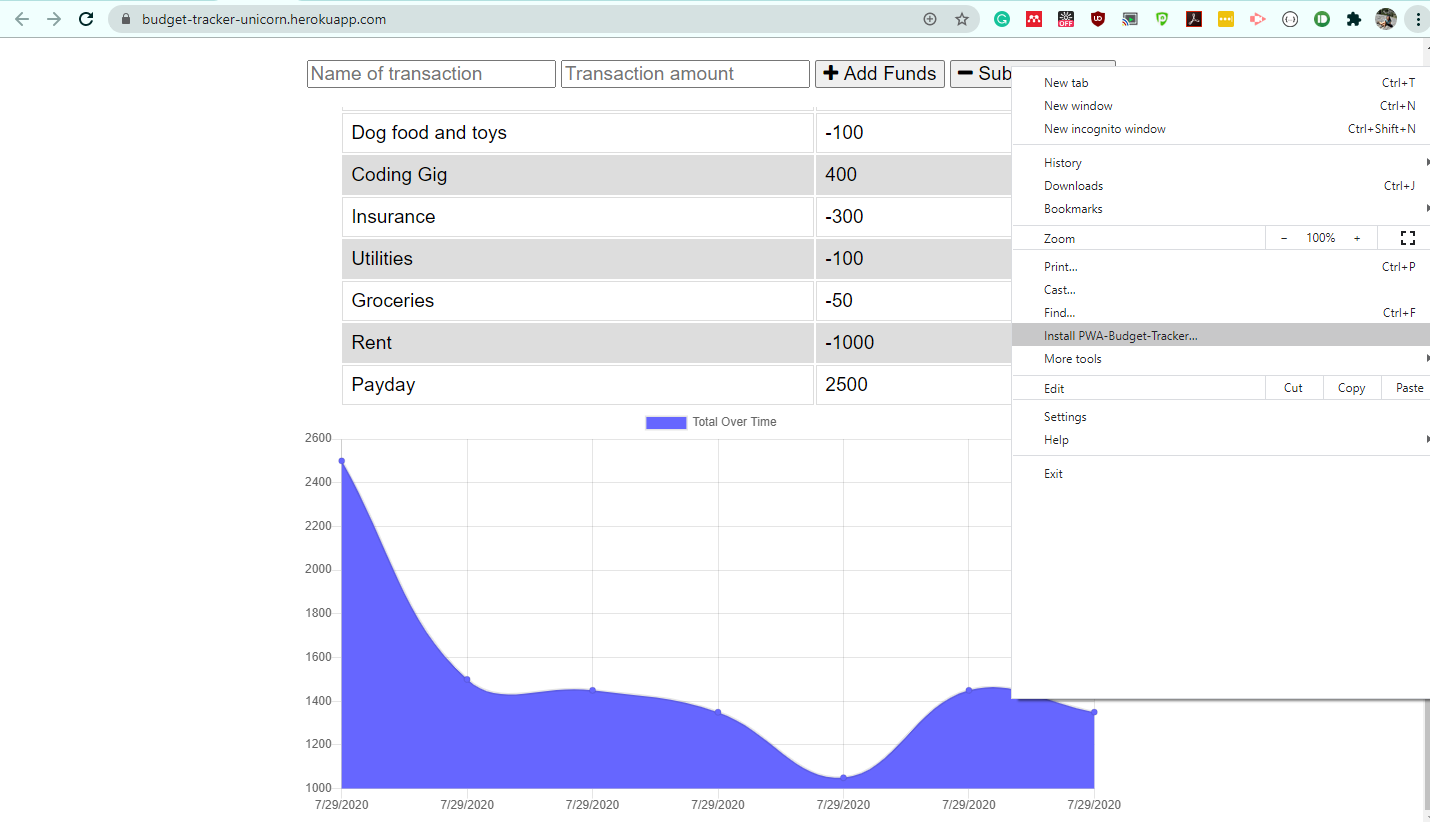 budget-tracker-unicorn.herokuapp.com
OFF
Name of transaction Transaction amount Add Funds Sub
Dog food and toys -100
Coding Gig 400
Insurance -300
Utilities -100
Groceries -50
Rent -1000
Payday 2500
New tab Ctrl+T
New window Ctrl+N
New incognito window Ctrl+Shift+N
History
Downloads Ctrl+J
Bookmarks
Zoom − 100% +
Print... Ctrl+P
Cast...
Find... Ctrl+F
Install PWA-Budget-Tracker...
More tools
Edit Cut Copy Paste
Settings
Help
Exit
Total Over Time
2600
2400
2200
2000
1800
1600
1400
1200
1000
7/29/2020 7/29/2020 7/29/2020 7/29/2020 7/29/2020 7/29/2020 7/29/2020